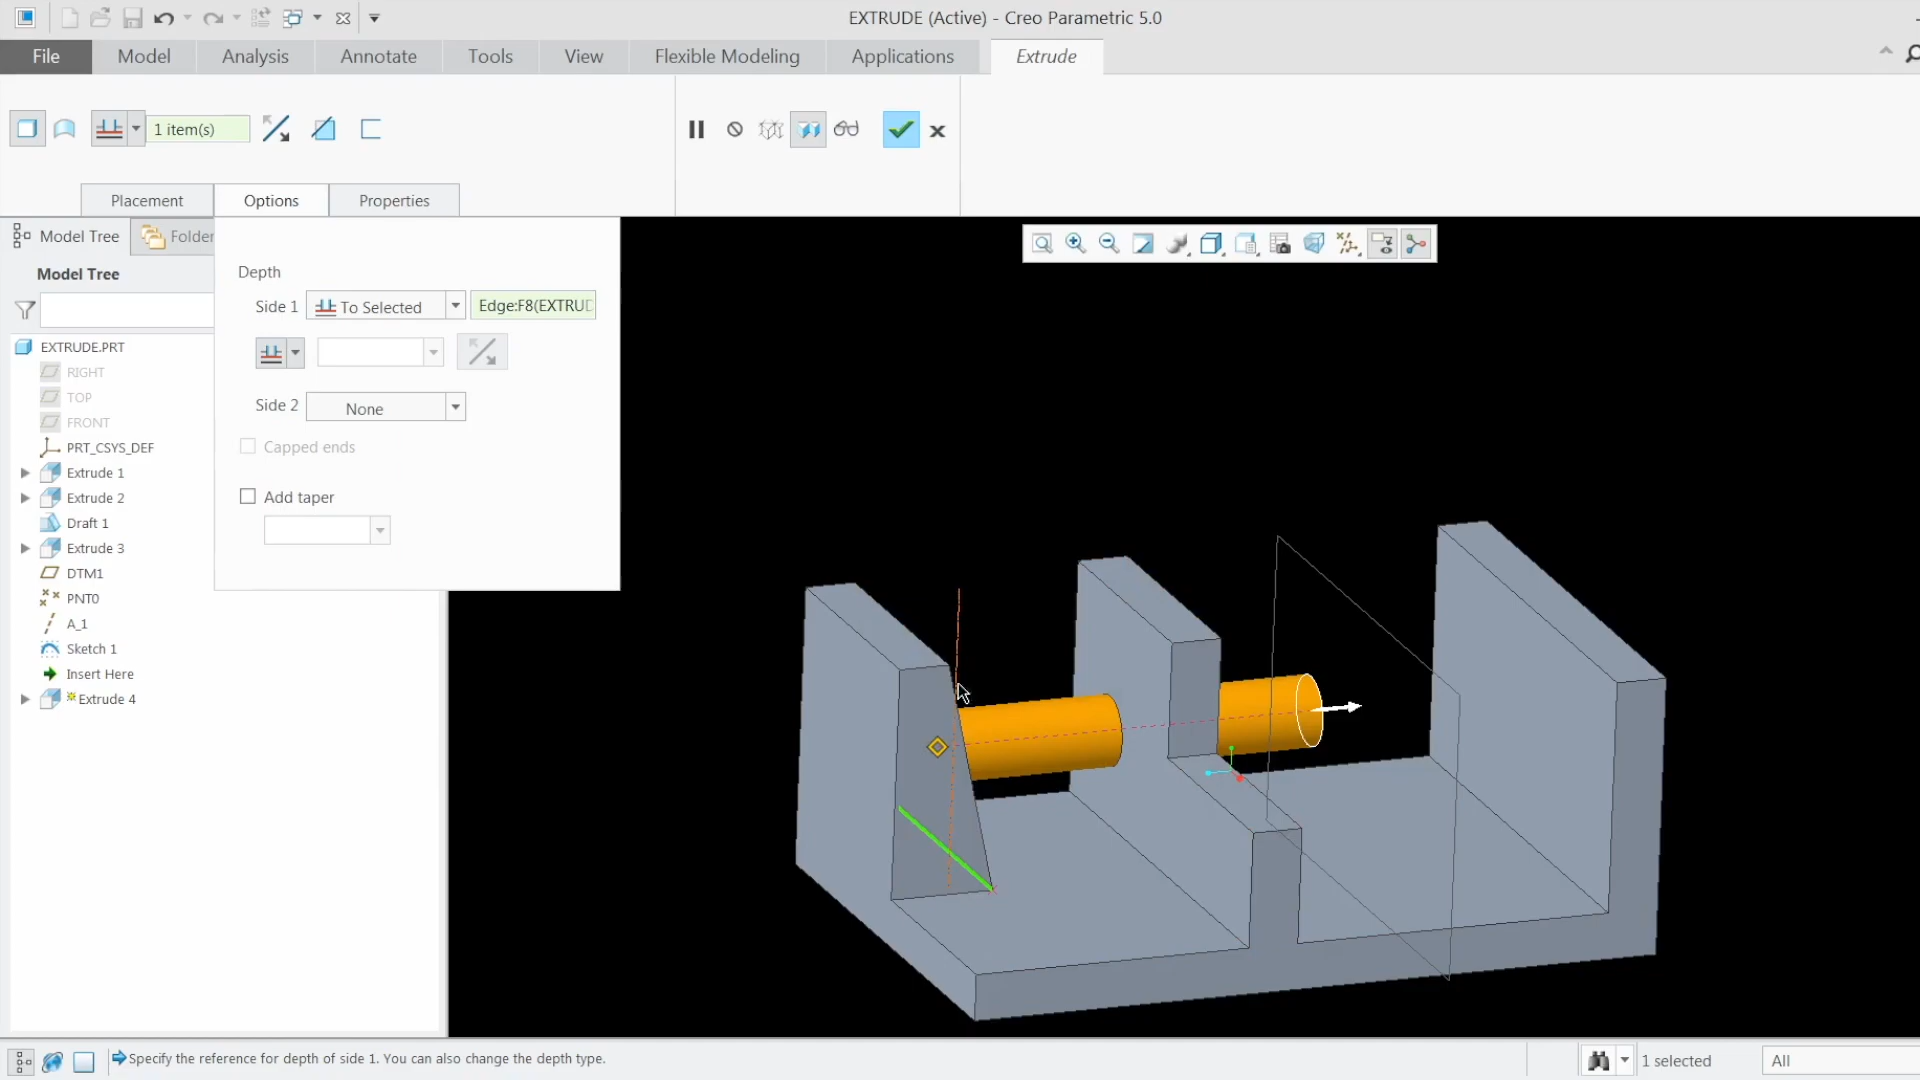 EXTRUDE (Active) - Creo Parametric 5.0
File Model Analysis Annotate Tools View Flexible Modeling Applications Extrude
1 item(s)
Placement Options Properties
Model Tree Folder
Model Tree
Depth
Side 1 To Selected Edge:F8(EXTRUD
Side 2 None
Capped ends
Add taper
EXTRUDE.PRT
RIGHT
TOP
FRONT
PRT_CSYS_DEF
Extrude 1
Extrude 2
Draft 1
Extrude 3
DTM1
PNT0
A_1
Sketch 1
Insert Here
Extrude 4
Specify the reference for depth of side 1. You can also change the depth type.
1 selected
All